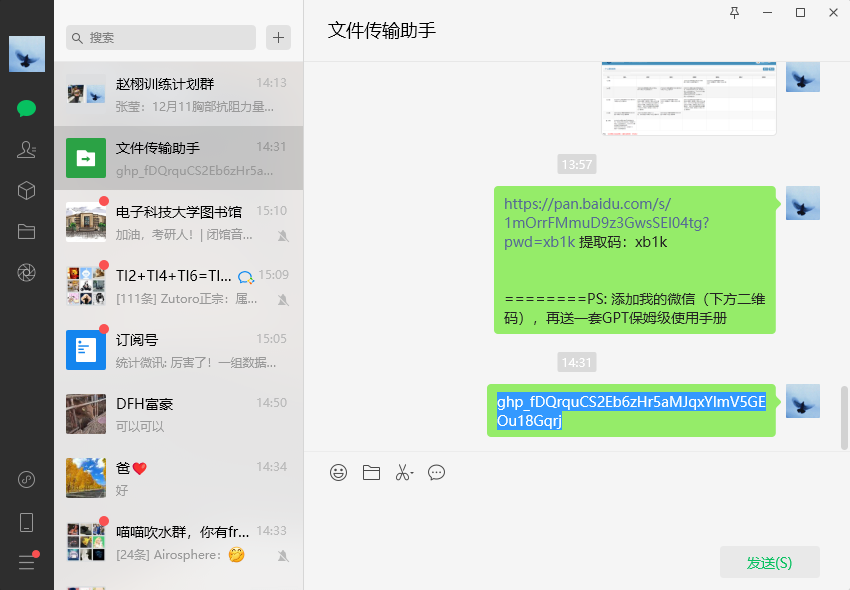 搜索
赵栩训练计划群 14:13
张莹：12月11胸部抗阻力量...
文件传输助手 14:31
ghp_fDQrquCS2Eb6zHr5a...
电子科技大学图书馆 15:10
加油，考研人！| 闭馆音...
TI2+TI4+TI6=TI... 15:09
[111条] Zutoro正宗：属...
订阅号 15:05
统计微讯: 厉害了！一组数据...
DFH富豪 14:50
可以可以
爸❤️ 14:34
好
喵喵吹水群，你有fr... 14:33
[24条] Airosphere：🤔
文件传输助手
13:57
https://pan.baidu.com/s/
1mOrrFMmuD9z3GwsSEI04tg?
pwd=xb1k 提取码：xb1k
========PS: 添加我的微信（下方二维
码），再送一套GPT保姆级使用手册
14:31
ghp_fDQrquCS2Eb6zHr5aMJqxYlmV5GE
Ou18Gqrj
发送(S)